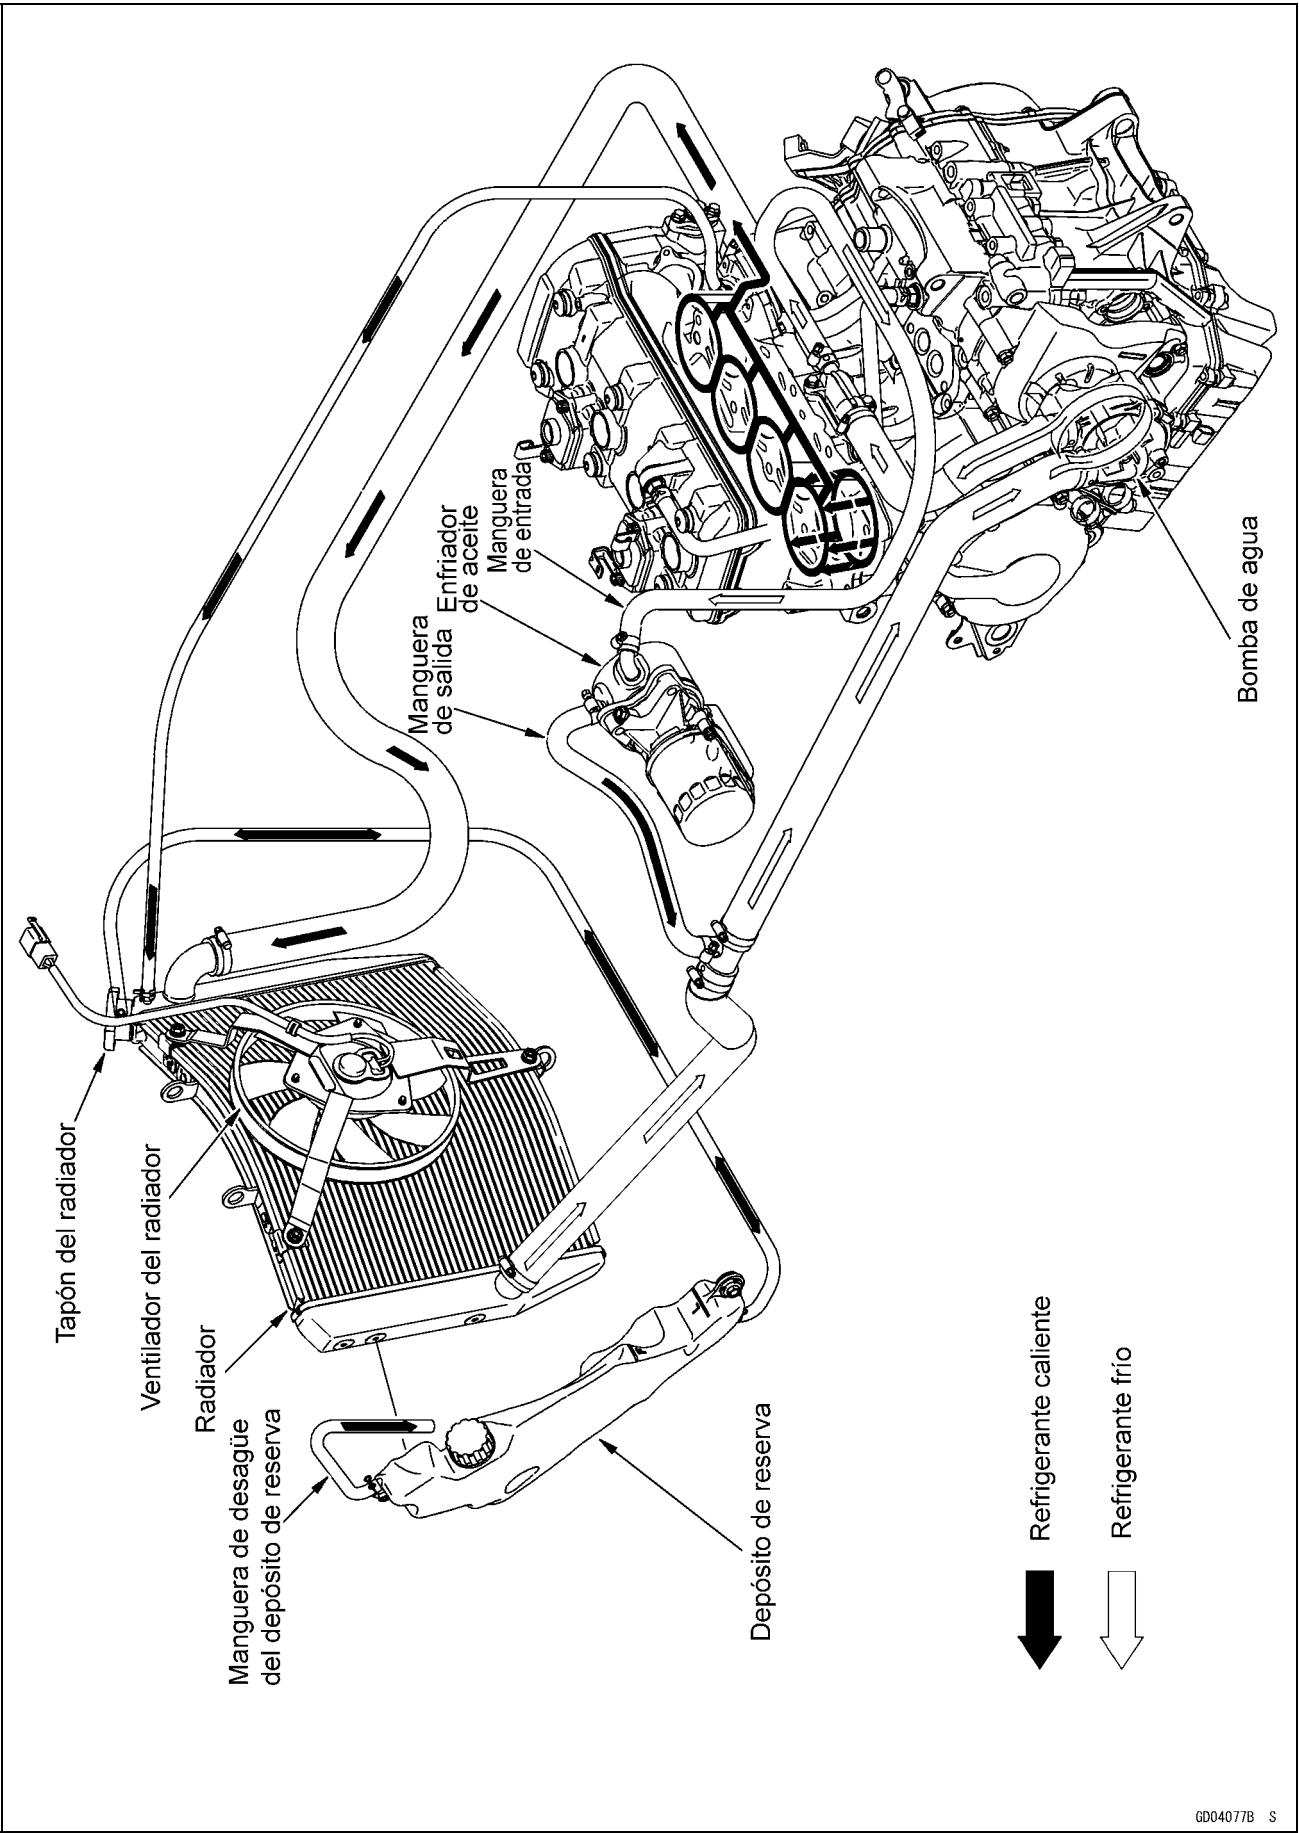 Tapón del radiador
Ventilador del radiador
Radiador
Manguera de desagüe
del depósito de reserva
Manguera
de salida
Enfriador
de aceite
Manguera
de entrada
Depósito de reserva
Bomba de agua
Refrigerante caliente
Refrigerante frío
GD04077B S